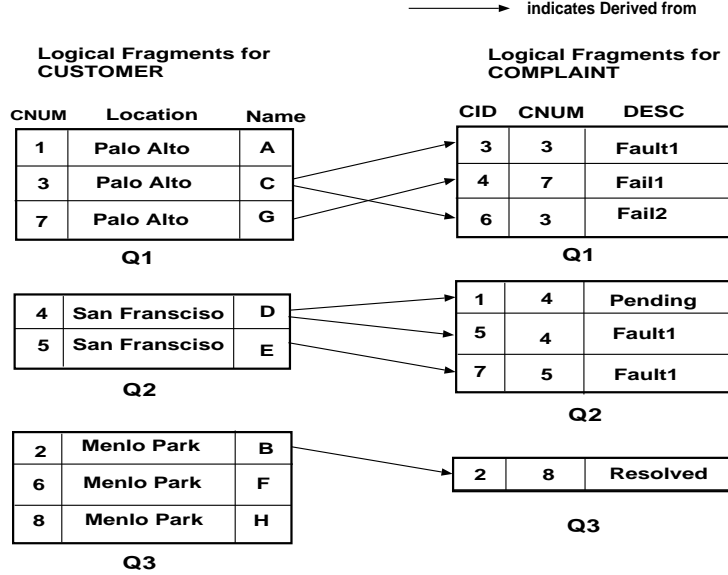 indicates Derived from
Logical Fragments for
CUSTOMER
CNUM Location Name
1 Palo Alto A
3 Palo Alto C
7 Palo Alto G
Q1
4 San Fransciso D
5 San Fransciso E
Q2
2 Menlo Park B
6 Menlo Park F
8 Menlo Park H
Q3
Logical Fragments for
COMPLAINT
CID CNUM DESC
3 3 Fault1
4 7 Fail1
6 3 Fail2
Q1
1 4 Pending
5 4 Fault1
7 5 Fault1
Q2
2 8 Resolved
Q3